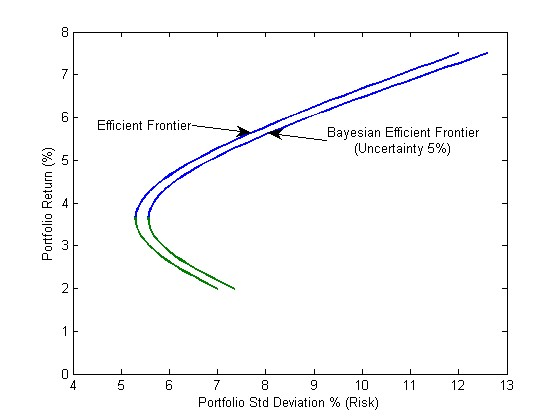 8
7
6
5
4
3
2
1
0
Portfolio Return (%)
Efficient Frontier
Bayesian Efficient Frontier
(Uncertainty 5%)
4 5 6 7 8 9 10 11 12 13
Portfolio Std Deviation % (Risk)